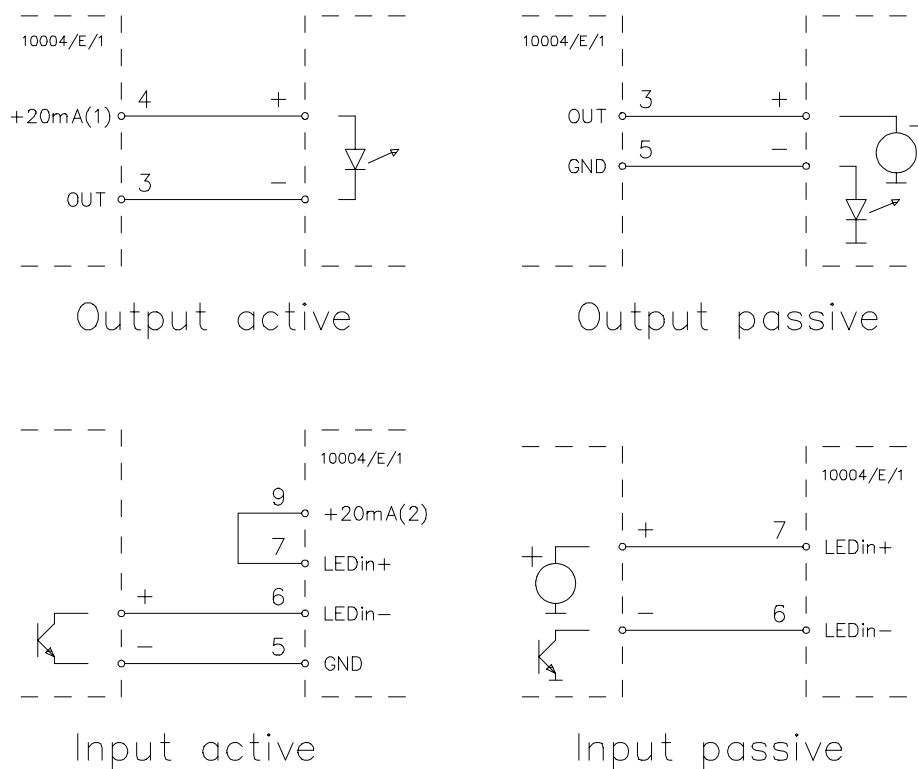 10004/E/1
4 +
+20mA(1)
3 -
OUT
Output active
10004/E/1
3 +
OUT
5 -
GND
-
Output passive
10004/E/1
9
+20mA(2)
7
LEDin+
+ 6
LEDin-
- 5
GND
Input active
10004/E/1
+ 7
LEDin+
+
- 6
LEDin-
Input passive